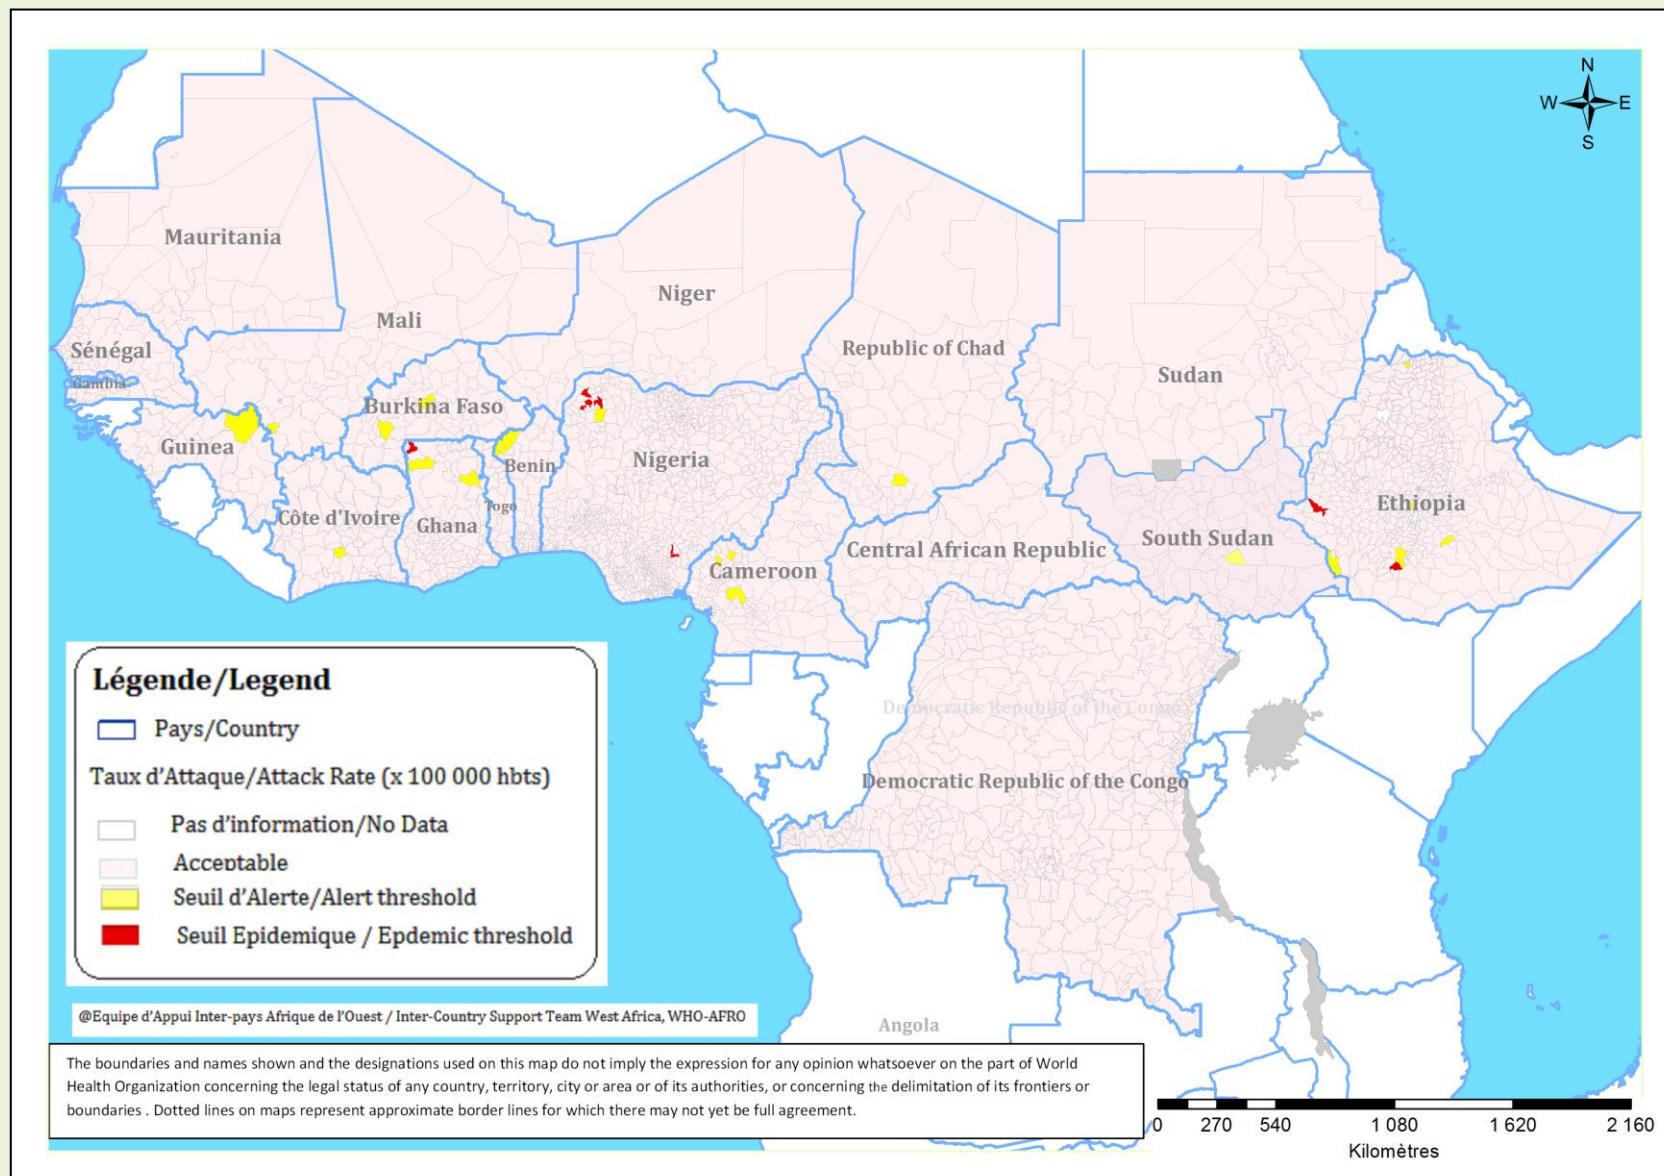 N
W E
S
Mauritania
Niger
Mali
Sénégal
Gambia
Republic of Chad
Sudan
Burkina Faso
Guinea
Nigeria
Benin
Togo
Ethiopia
Côte d'Ivoire
Ghana
South Sudan
Central African Republic
Cameroon
Democratic Republic of the Congo
Democratic Republic of the Congo
Angola
Légende/Legend
Pays/Country
Taux d'Attaque/Attack Rate (x 100 000 hbts)
Pas d'information/No Data
Acceptable
Seuil d'Alerte/Alert threshold
Seuil Epidemique / Epdemic threshold
@Equipe d'Appui Inter-pays Afrique de l'Ouest / Inter-Country Support Team West Africa, WHO-AFRO
The boundaries and names shown and the designations used on this map do not imply the expression for any opinion whatsoever on the part of World
Health Organization concerning the legal status of any country, territory, city or area or of its authorities, or concerning the delimitation of its frontiers or
boundaries . Dotted lines on maps represent approximate border lines for which there may not yet be full agreement.
0 270 540 1 080 1 620 2 160
Kilomètres